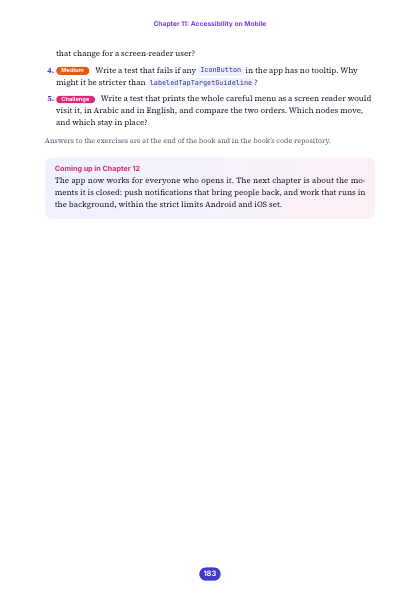 Chapter 11: Accessibility on Mobile
that change for a screen-reader user?
4. Medium Write a test that fails if any IconButton in the app has no tooltip. Why
might it be stricter than labeledTapTargetGuideline?
5. Challenge Write a test that prints the whole careful menu as a screen reader would
visit it, in Arabic and in English, and compare the two orders. Which nodes move,
and which stay in place?
Answers to the exercises are at the end of the book and in the book's code repository.
Coming up in Chapter 12
The app now works for everyone who opens it. The next chapter is about the mo-
ments it is closed: push notifications that bring people back, and work that runs in
the background, within the strict limits Android and iOS set.
183